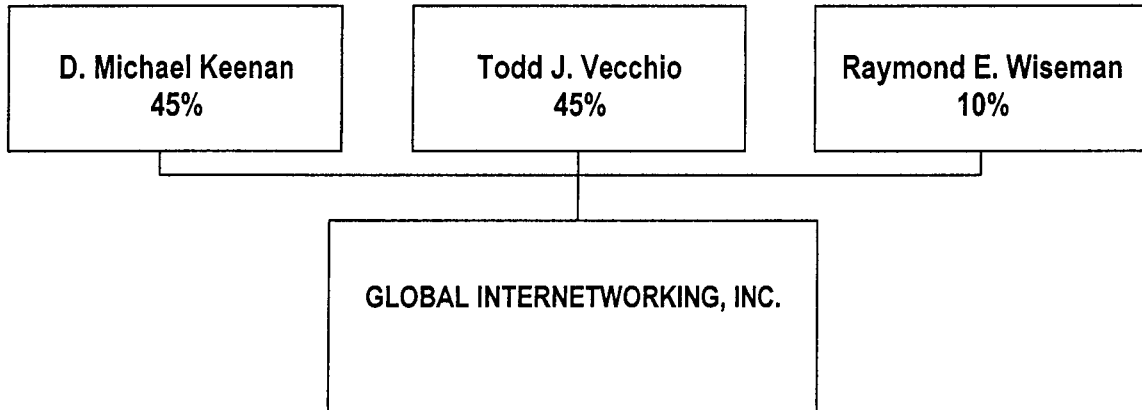 D. Michael Keenan
45%
Todd J. Vecchio
45%
Raymond E. Wiseman
10%
GLOBAL INTERNETWORKING, INC.